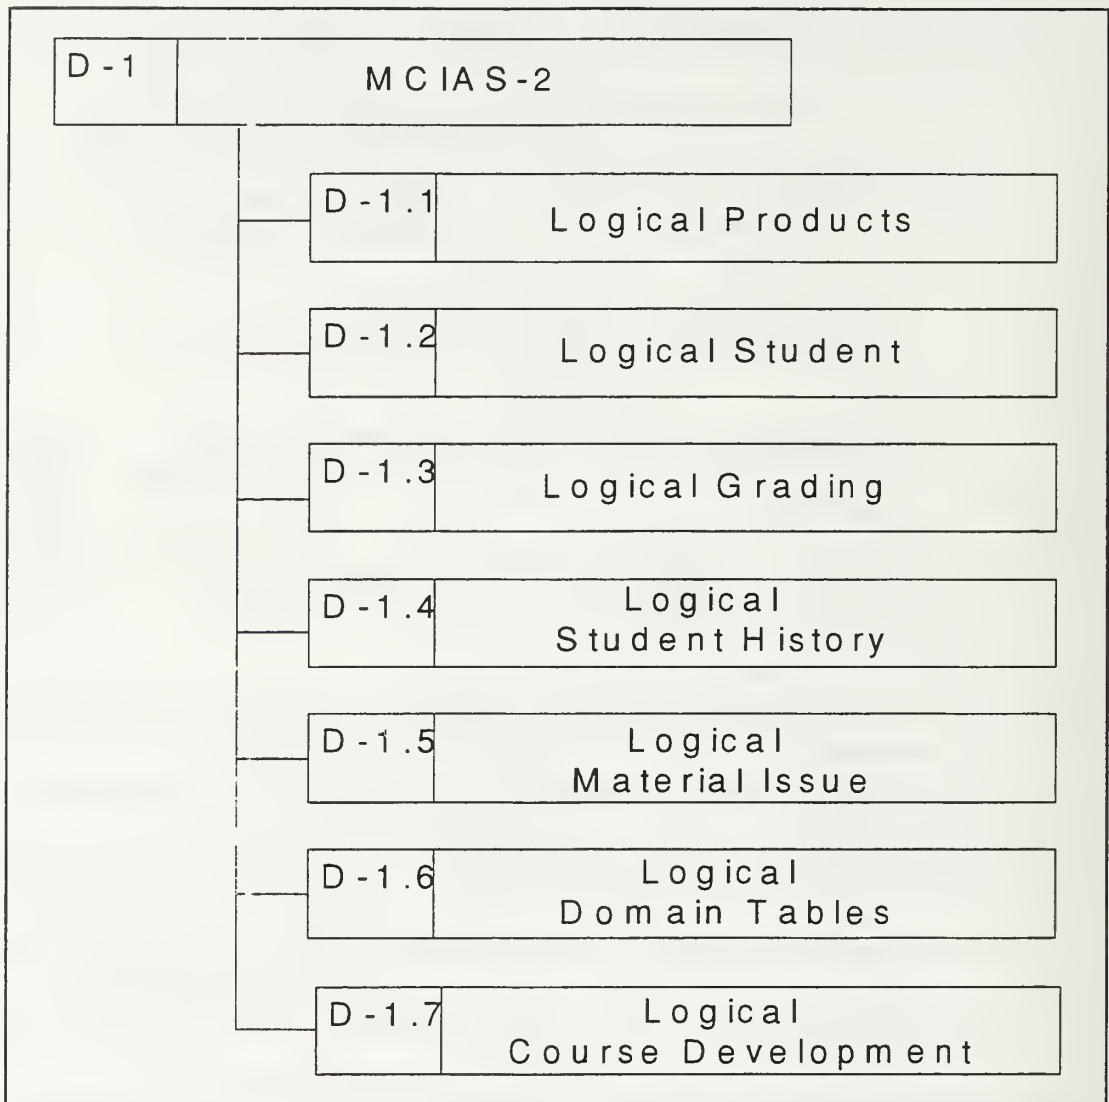 D-1
MCIAS-2
D-1.1
Logical Products
D-1.2
Logical Student
D-1.3
Logical Grading
D-1.4
Logical
Student History
D-1.5
Logical
Material Issue
D-1.6
Logical
Domain Tables
D-1.7
Logical
Course Development